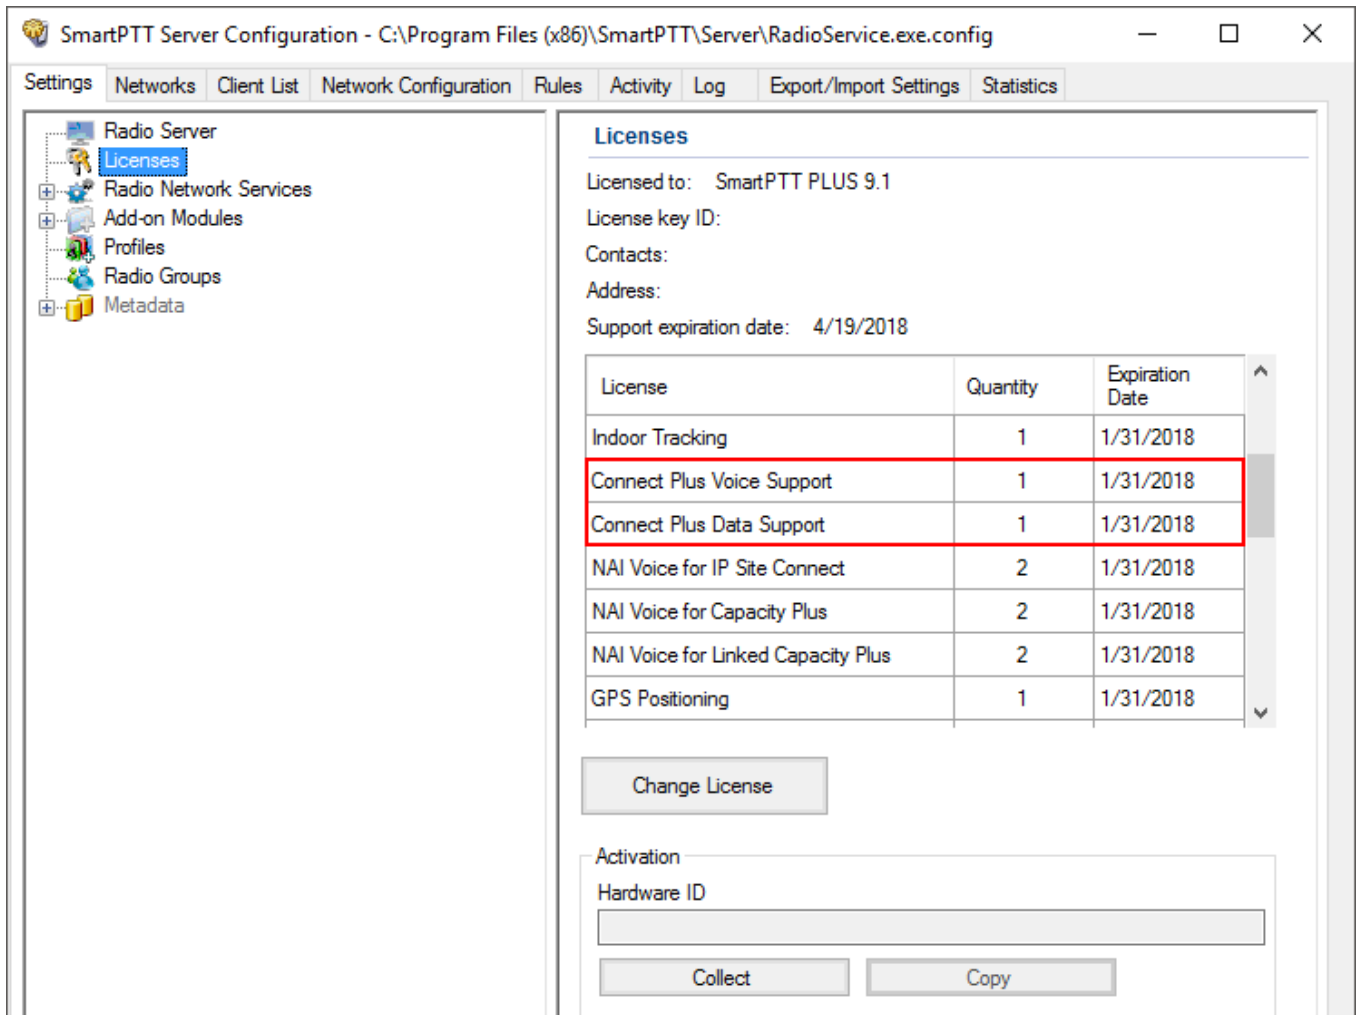 SmartPTT Server Configuration - C:\Program Files (x86)\SmartPTT\Server\RadioService.exe.config
Settings Networks Client List Network Configuration Rules Activity Log Export/Import Settings Statistics
Radio Server
Licenses
Radio Network Services
Add-on Modules
Profiles
Radio Groups
Metadata
Licenses
Licensed to: SmartPTT PLUS 9.1
License key ID:
Contacts:
Address:
Support expiration date: 4/19/2018
License Quantity Expiration Date
Indoor Tracking 1 1/31/2018
Connect Plus Voice Support 1 1/31/2018
Connect Plus Data Support 1 1/31/2018
NAI Voice for IP Site Connect 2 1/31/2018
NAI Voice for Capacity Plus 2 1/31/2018
NAI Voice for Linked Capacity Plus 2 1/31/2018
GPS Positioning 1 1/31/2018
Change License
Activation
Hardware ID
Collect Copy